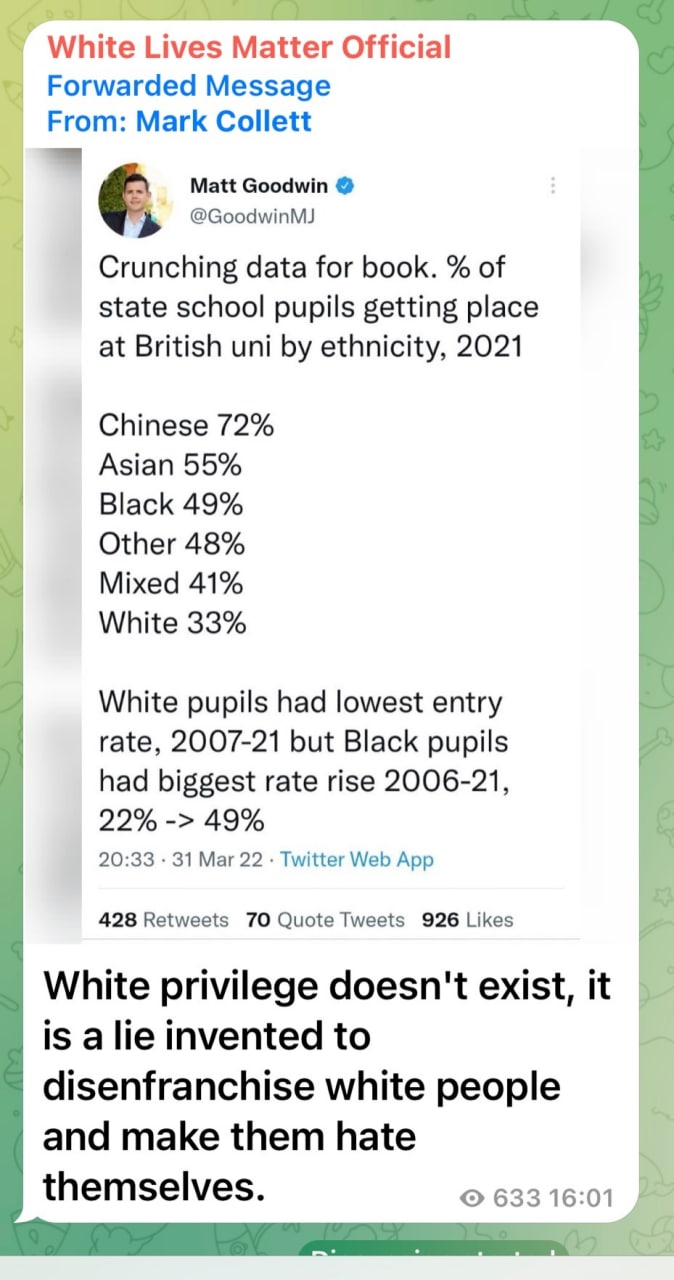 White Lives Matter Official
Forwarded Message
From: Mark Collett
Matt Goodwin
@GoodwinMJ
Crunching data for book. % of
state school pupils getting place
at British uni by ethnicity, 2021
Chinese 72%
Asian 55%
Black 49%
Other 48%
Mixed 41%
White 33%
White pupils had lowest entry
rate, 2007-21 but Black pupils
had biggest rate rise 2006-21,
22% -> 49%
20:33 · 31 Mar 22 · Twitter Web App
428 Retweets 70 Quote Tweets 926 Likes
White privilege doesn't exist, it
is a lie invented to
disenfranchise white people
and make them hate
themselves.
633 16:01